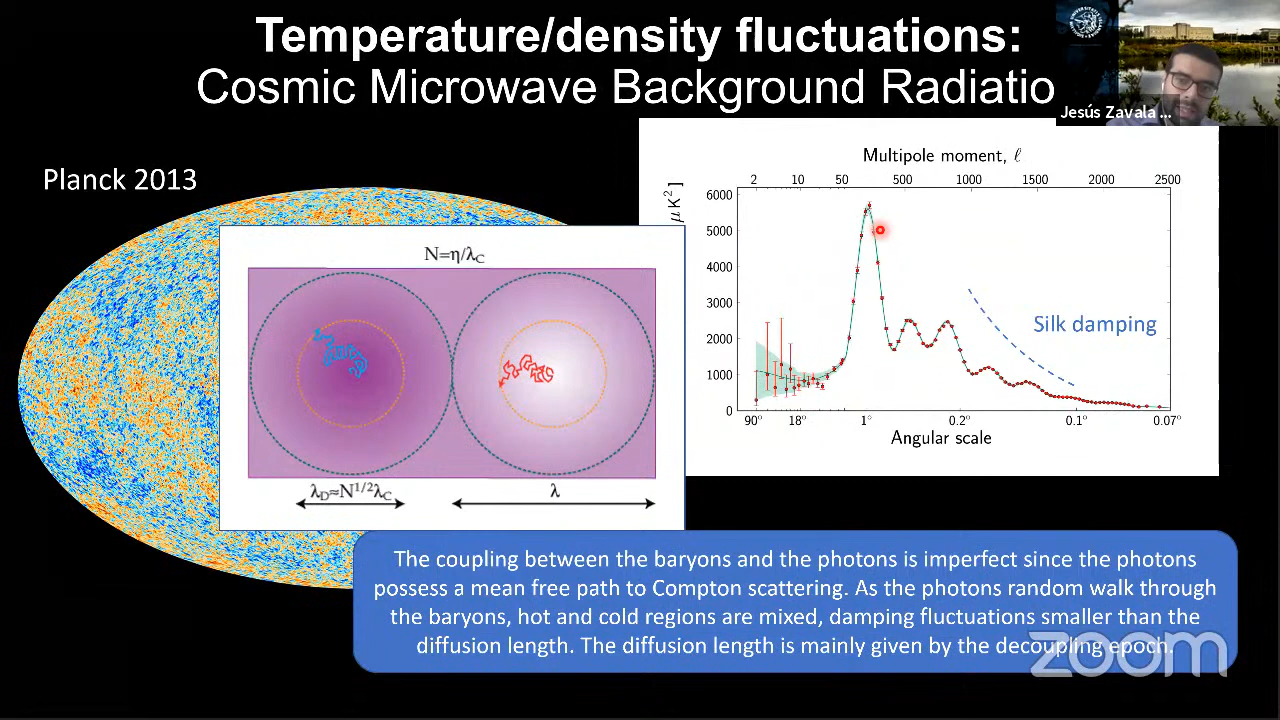 Temperature/density fluctuations:
Cosmic Microwave Background Radiatio
Jesús Zavala ...
Planck 2013
Multipole moment, ℓ
2 10 50 500 1000 1500 2000 2500
μK²]
6000
5000
4000
3000
2000
1000
0
Silk damping
90° 18° 1° 0.2° 0.1° 0.07°
Angular scale
N=η/λC
λD≈N1/2λC
λ
The coupling between the baryons and the photons is imperfect since the photons
possess a mean free path to Compton scattering. As the photons random walk through
the baryons, hot and cold regions are mixed, damping fluctuations smaller than the
diffusion length. The diffusion length is mainly given by the decoupling epoch.
zoom